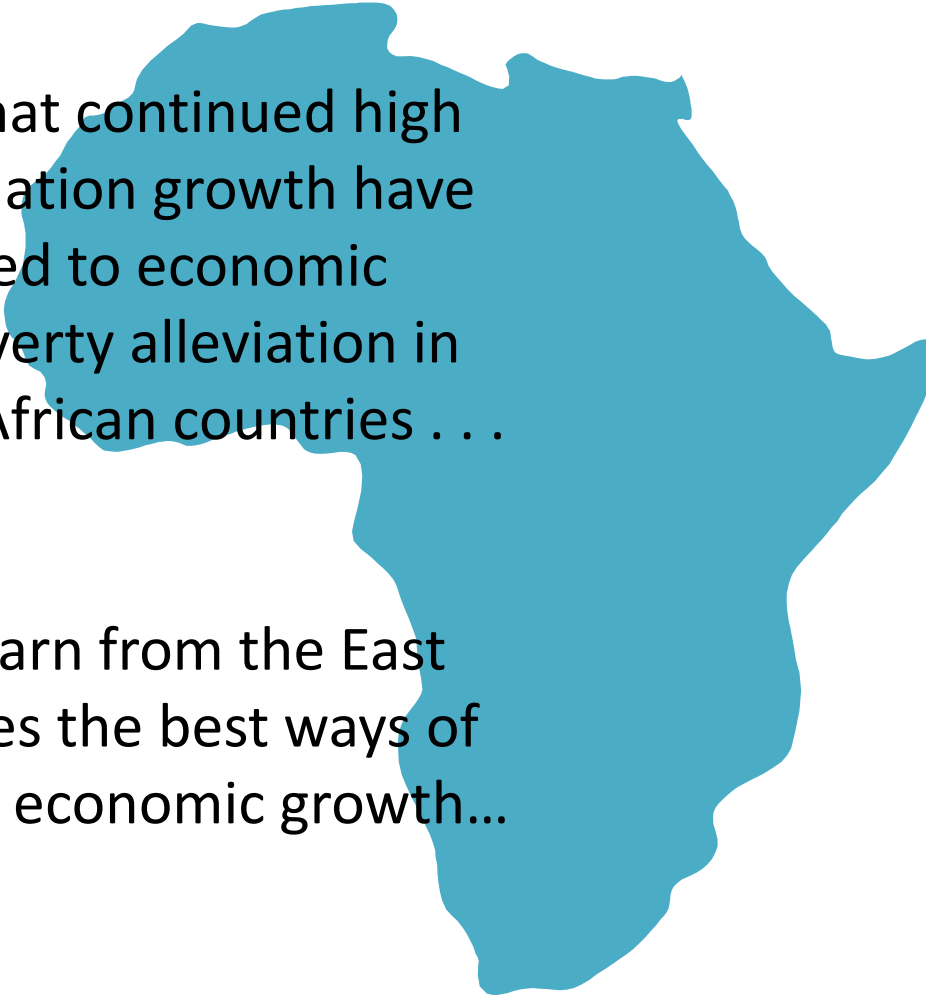 hat continued high
ation growth have
ed to economic
verty alleviation in
African countries . . .
arn from the East
es the best ways of
economic growth…